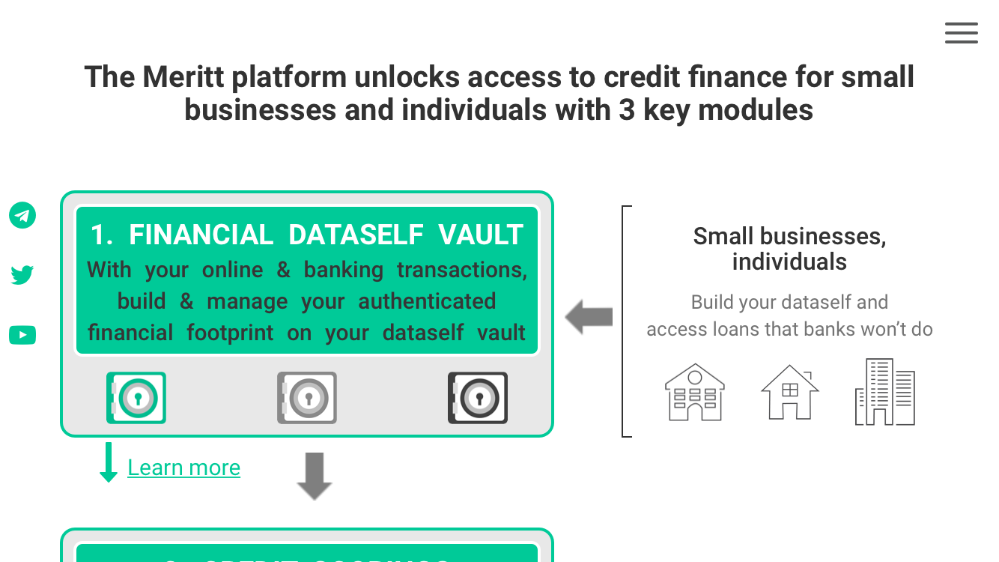 The Meritt platform unlocks access to credit finance for small
businesses and individuals with 3 key modules
1. FINANCIAL DATASELF VAULT
With your online & banking transactions,
build & manage your authenticated
financial footprint on your dataself vault
Small businesses,
individuals
Build your dataself and
access loans that banks won’t do
Learn more